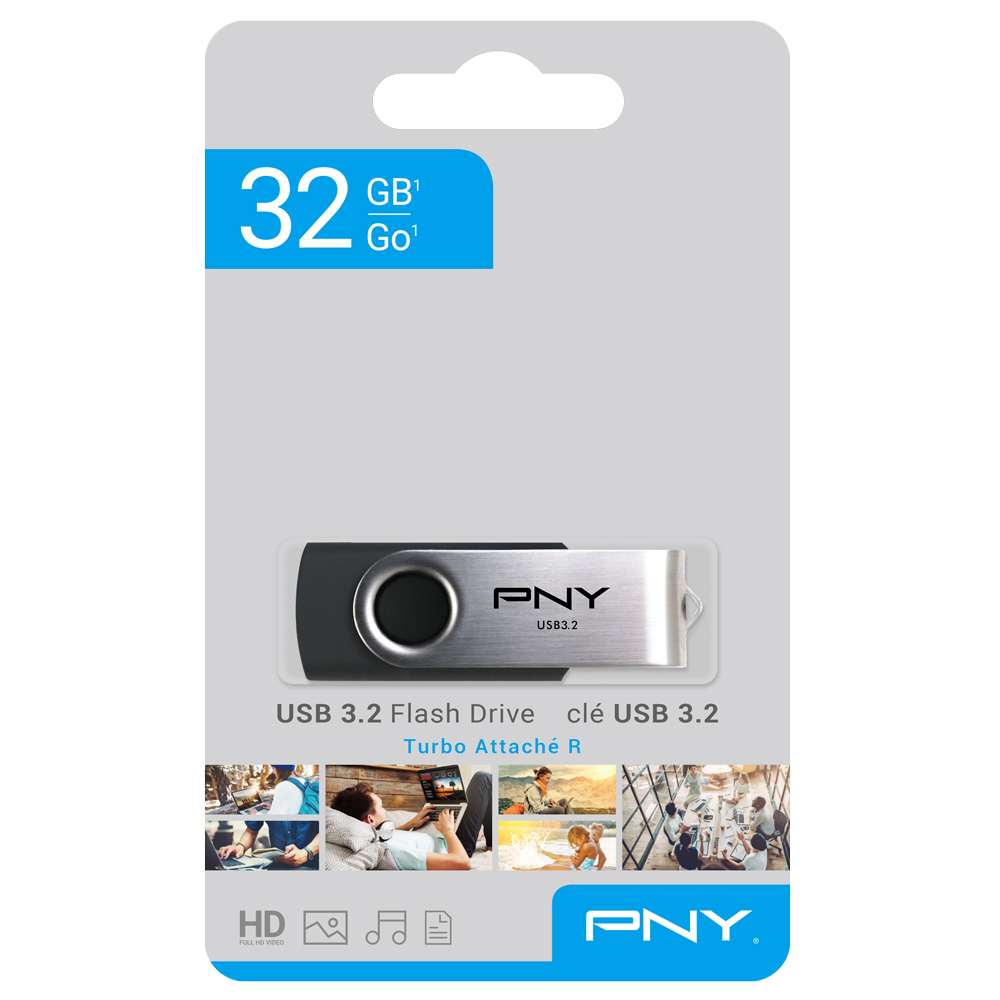 32 GB¹
Go¹
PNY
USB3.2
USB 3.2 Flash Drive clé USB 3.2
Turbo Attaché R
HD
FULL HD VIDEO
PNY®